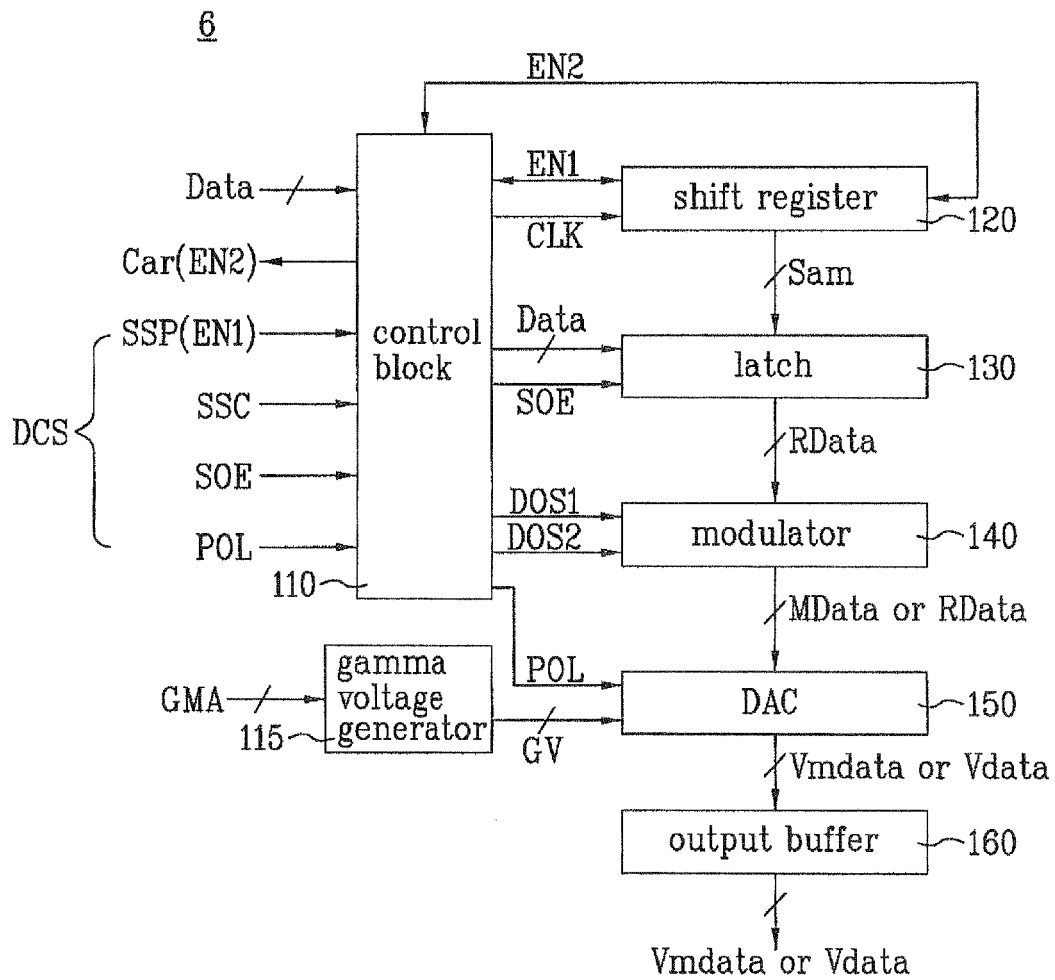 6
EN2
Data
EN1
shift register
120
CLK
Car(EN2)
Sam
SSP(EN1)
control
block
Data
latch
130
SOE
SSC
DCS
RData
SOE
DOS1
modulator
140
DOS2
POL
110
MData or RData
gamma
voltage
generator
115
GMA
POL
DAC
150
GV
Vmdata or Vdata
output buffer
160
Vmdata or Vdata